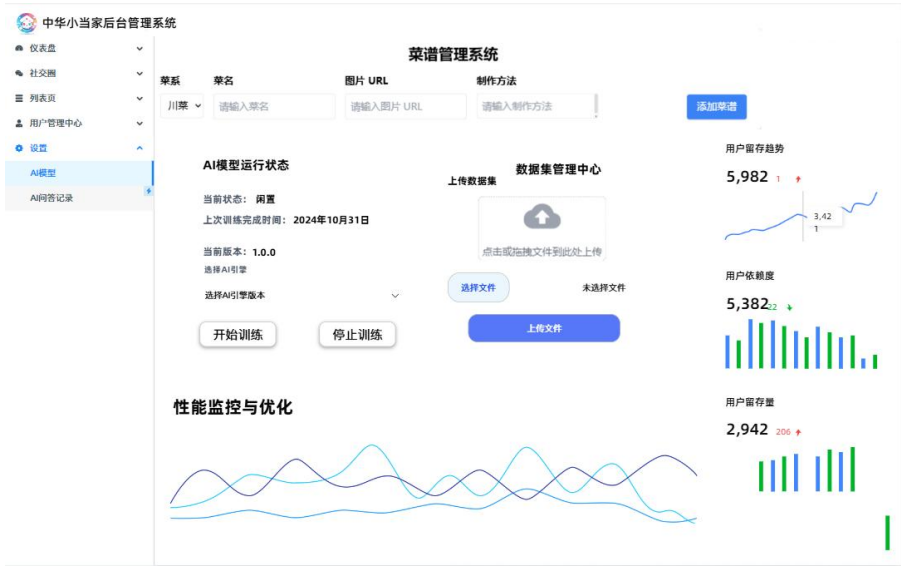 中华小当家后台管理系统
仪表盘
社交圈
列表页
用户管理中心
设置
AI模型
AI问答记录
菜谱管理系统
菜系 菜名 图片 URL 制作方法
川菜 请输入菜名 请输入图片 URL 请输入制作方法 添加菜谱
AI模型运行状态
当前状态： 闲置
上次训练完成时间： 2024年10月31日
当前版本：1.0.0
选择AI引擎
选择AI引擎版本
开始训练 停止训练
数据集管理中心
上传数据集
点击或拖拽文件到此处上传
选择文件 未选择文件
上传文件
用户留存趋势
5,982 1
3,42
1
用户依赖度
5,382 22
用户留存量
2,942 206
性能监控与优化